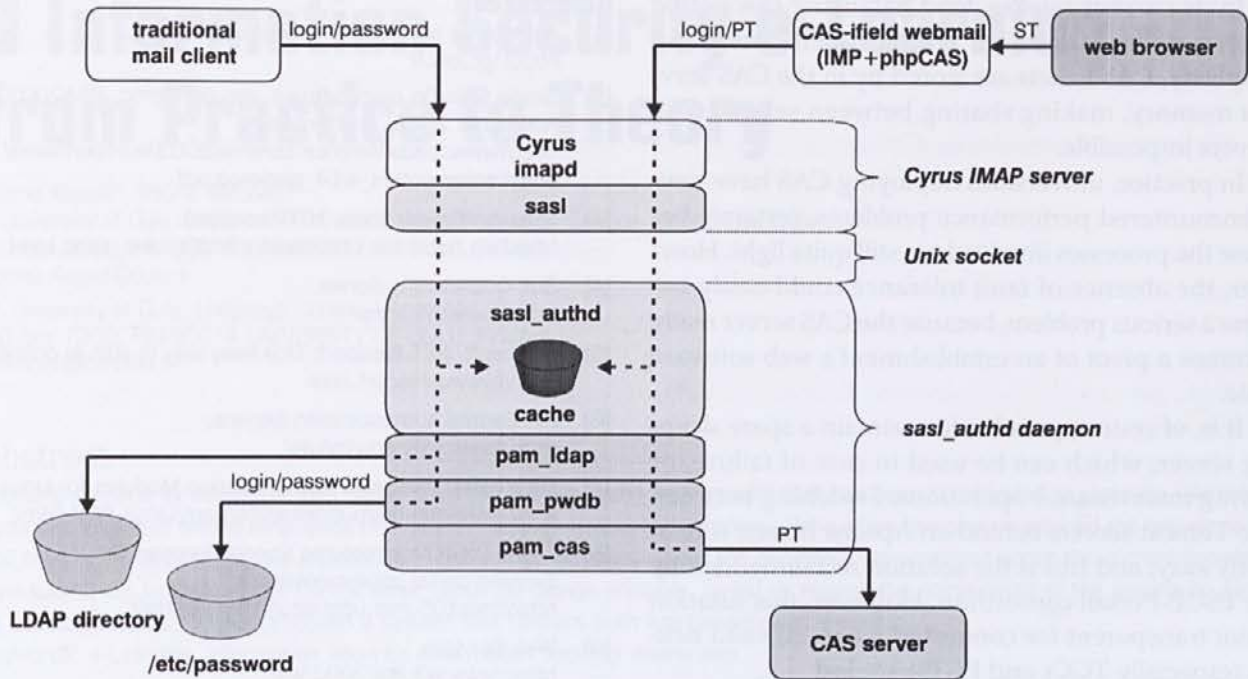 traditional
mail client
login/password
login/PT
CAS-ifield webmail
(IMP+phpCAS)
ST
web browser
Cyrus
imapd
sasl
Cyrus IMAP server
Unix socket
sasl_authd
cache
sasl_authd daemon
pam_ldap
login/password
pam_pwdb
pam_cas
PT
LDAP directory
/etc/password
CAS server